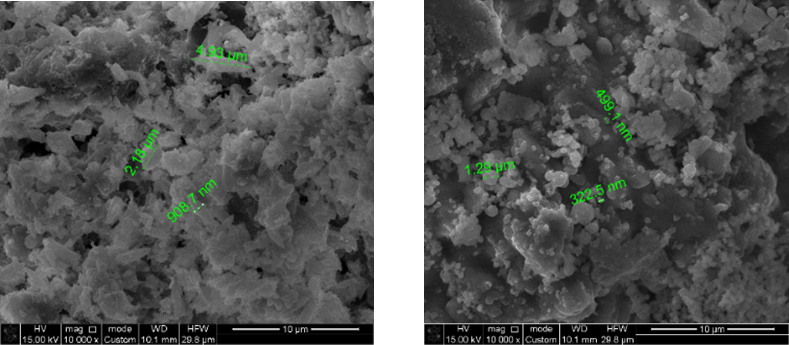 4.93 µm
2.18 µm
908.7 nm
HV mag mode WD HFW 10 µm
15.00 kV 10 000 x Custom 10.1 mm 29.8 µm
499.1 nm
1.29 µm
322.5 nm
HV mag mode WD HFW 10 µm
15.00 kV 10 000 x Custom 10.1 mm 29.8 µm